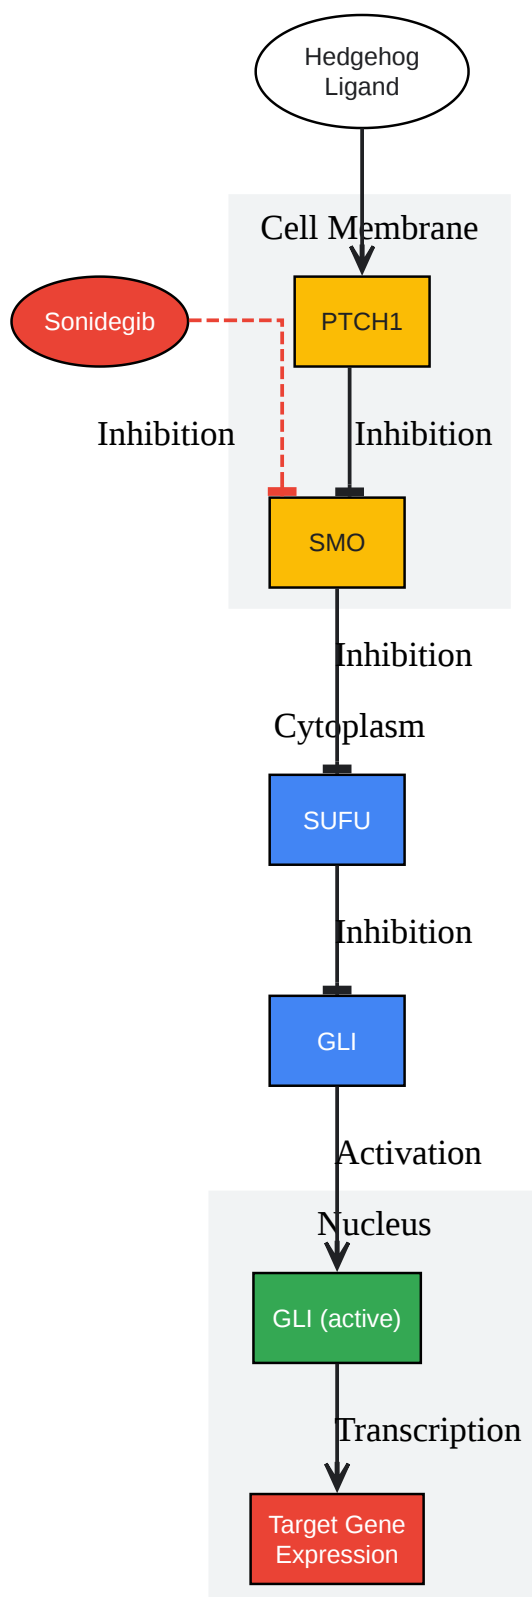 Hedgehog
Ligand
Cell Membrane
Sonidegib
PTCH1
Inhibition
Inhibition
SMO
Inhibition
Cytoplasm
SUFU
Inhibition
GLI
Activation
Nucleus
GLI (active)
Transcription
Target Gene
Expression